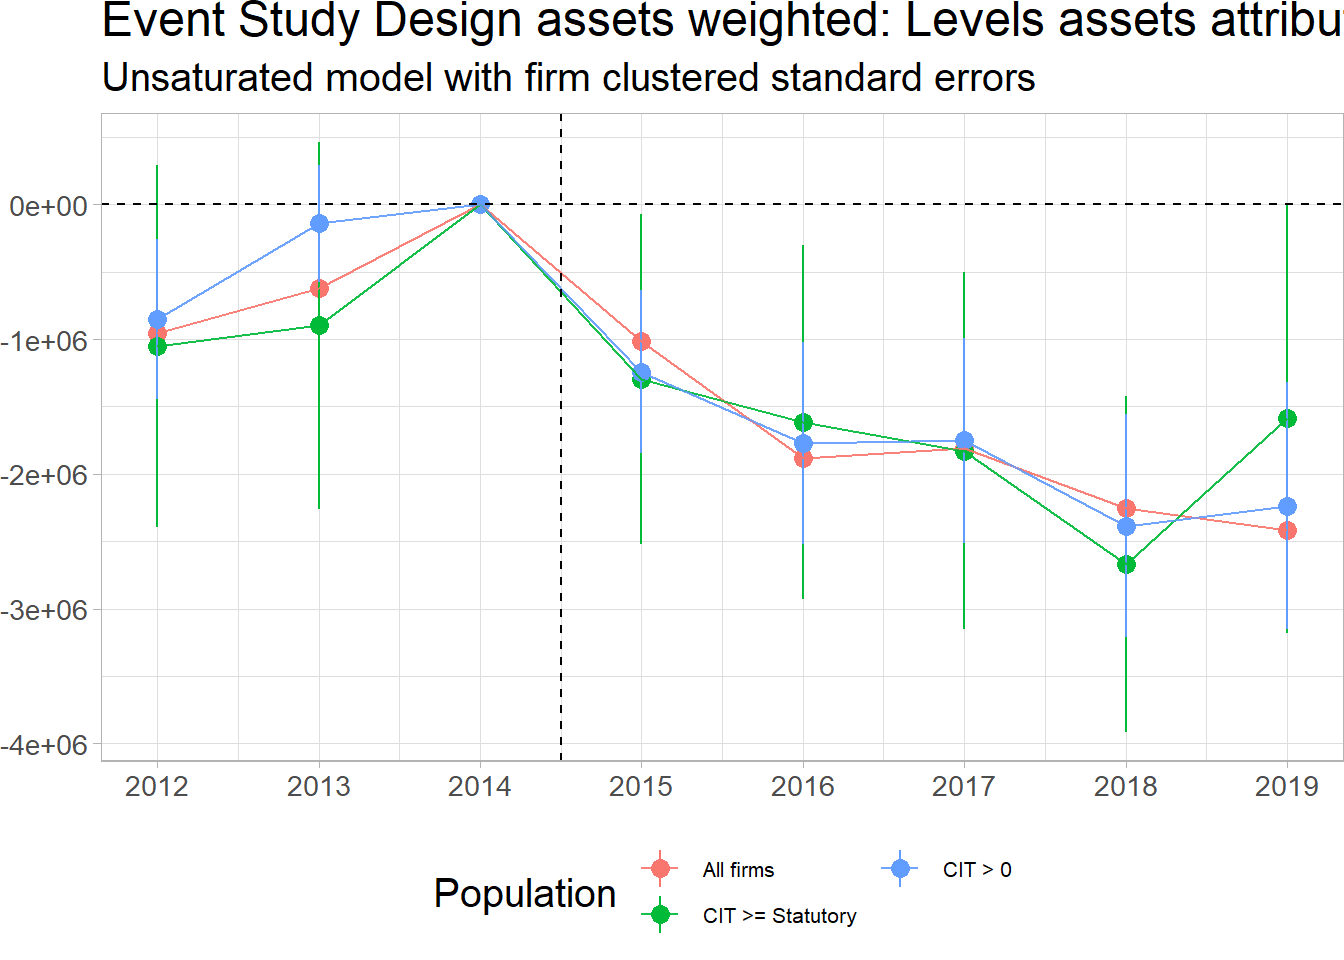 Event Study Design assets weighted: Levels assets attribu
Unsaturated model with firm clustered standard errors
0e+00
-1e+06
-2e+06
-3e+06
-4e+06
2012 2013 2014 2015 2016 2017 2018 2019
Population
All firms
CIT > 0
CIT >= Statutory